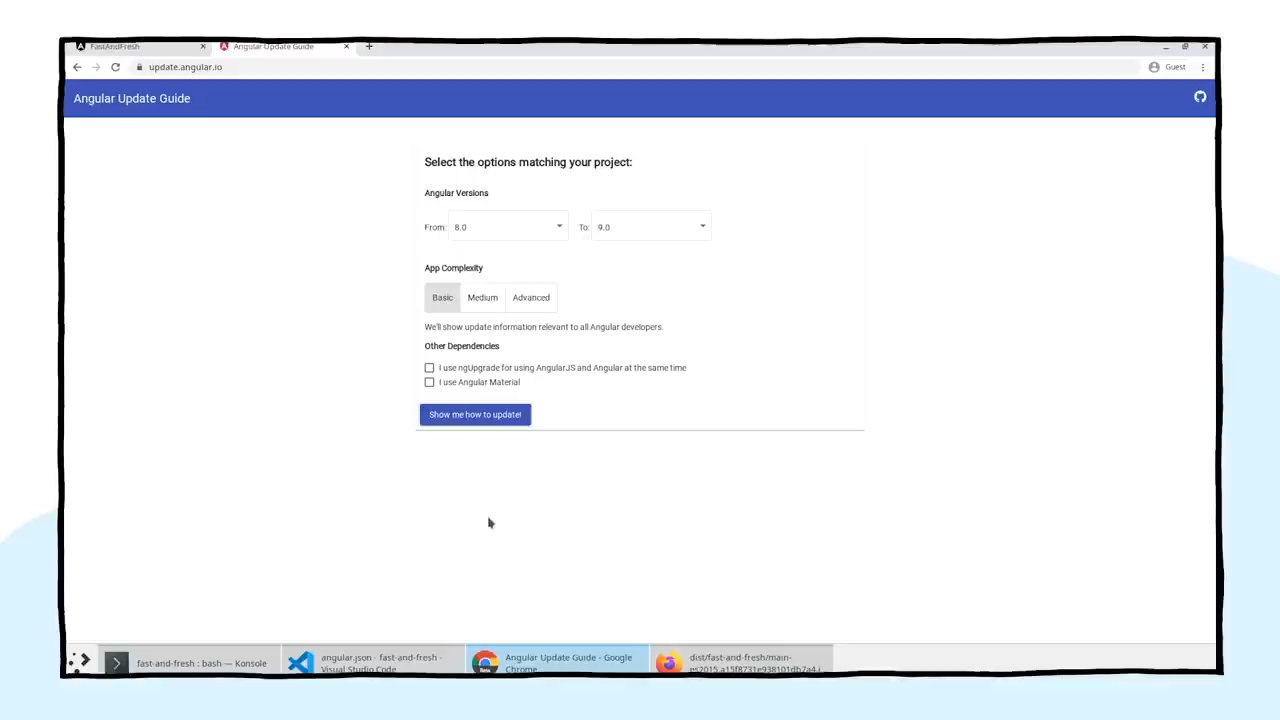 FastAndFresh
Angular Update Guide
update.angular.io
Guest
Angular Update Guide
Select the options matching your project:
Angular Versions
From: 8.0 To: 9.0
App Complexity
Basic Medium Advanced
We'll show update information relevant to all Angular developers.
Other Dependencies
I use ngUpgrade for using AngularJS and Angular at the same time
I use Angular Material
Show me how to update!
fast-and-fresh : bash — Konsole
angular.json - fast-and-fresh -
Visual Studio Code
Angular Update Guide - Google
Chrome
dist/fast-and-fresh/main-